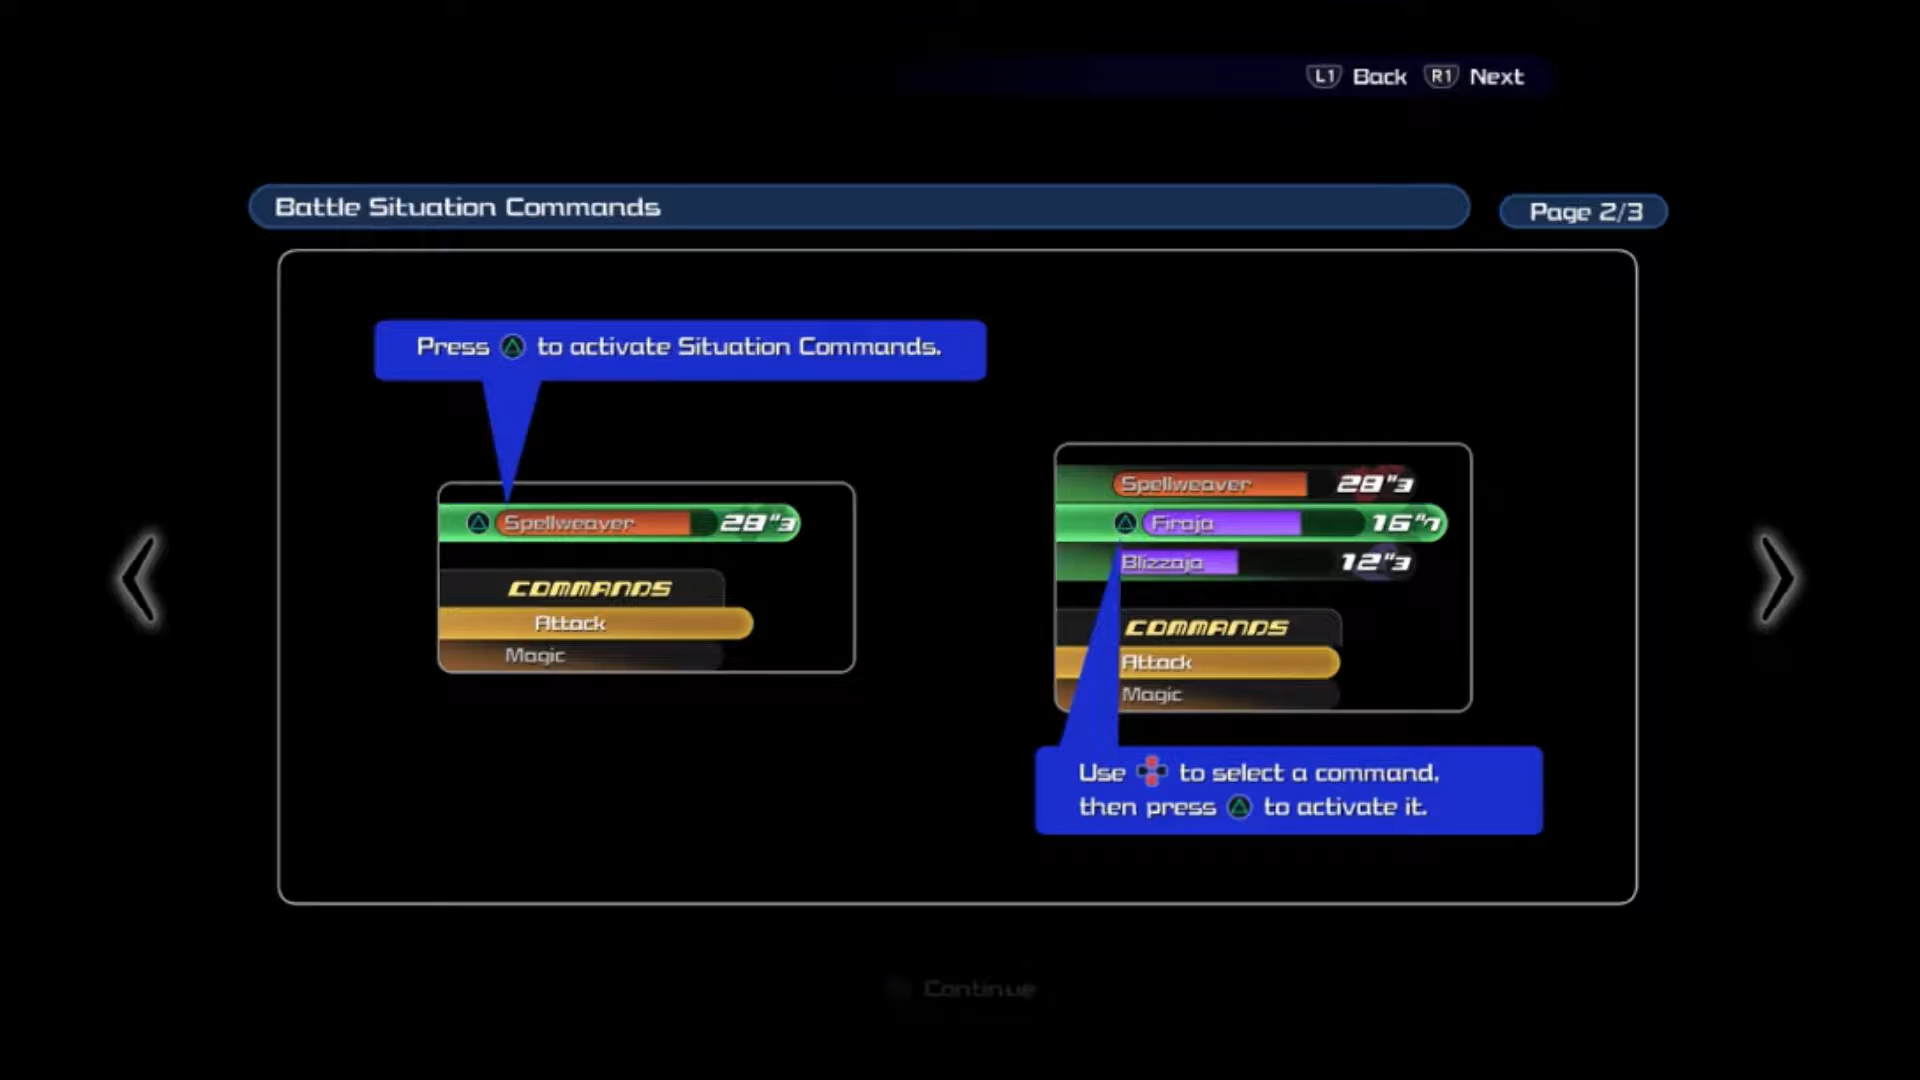 L1 Back R1 Next
Battle Situation Commands
Page 2/3
Press to activate Situation Commands.
Spellweaver 28"3
COMMANDS
Attack
Magic
Spellweaver 28"3
Firaja 16"7
Blizzaja 12"3
COMMANDS
Attack
Magic
Use to select a command,
then press to activate it.
Continue